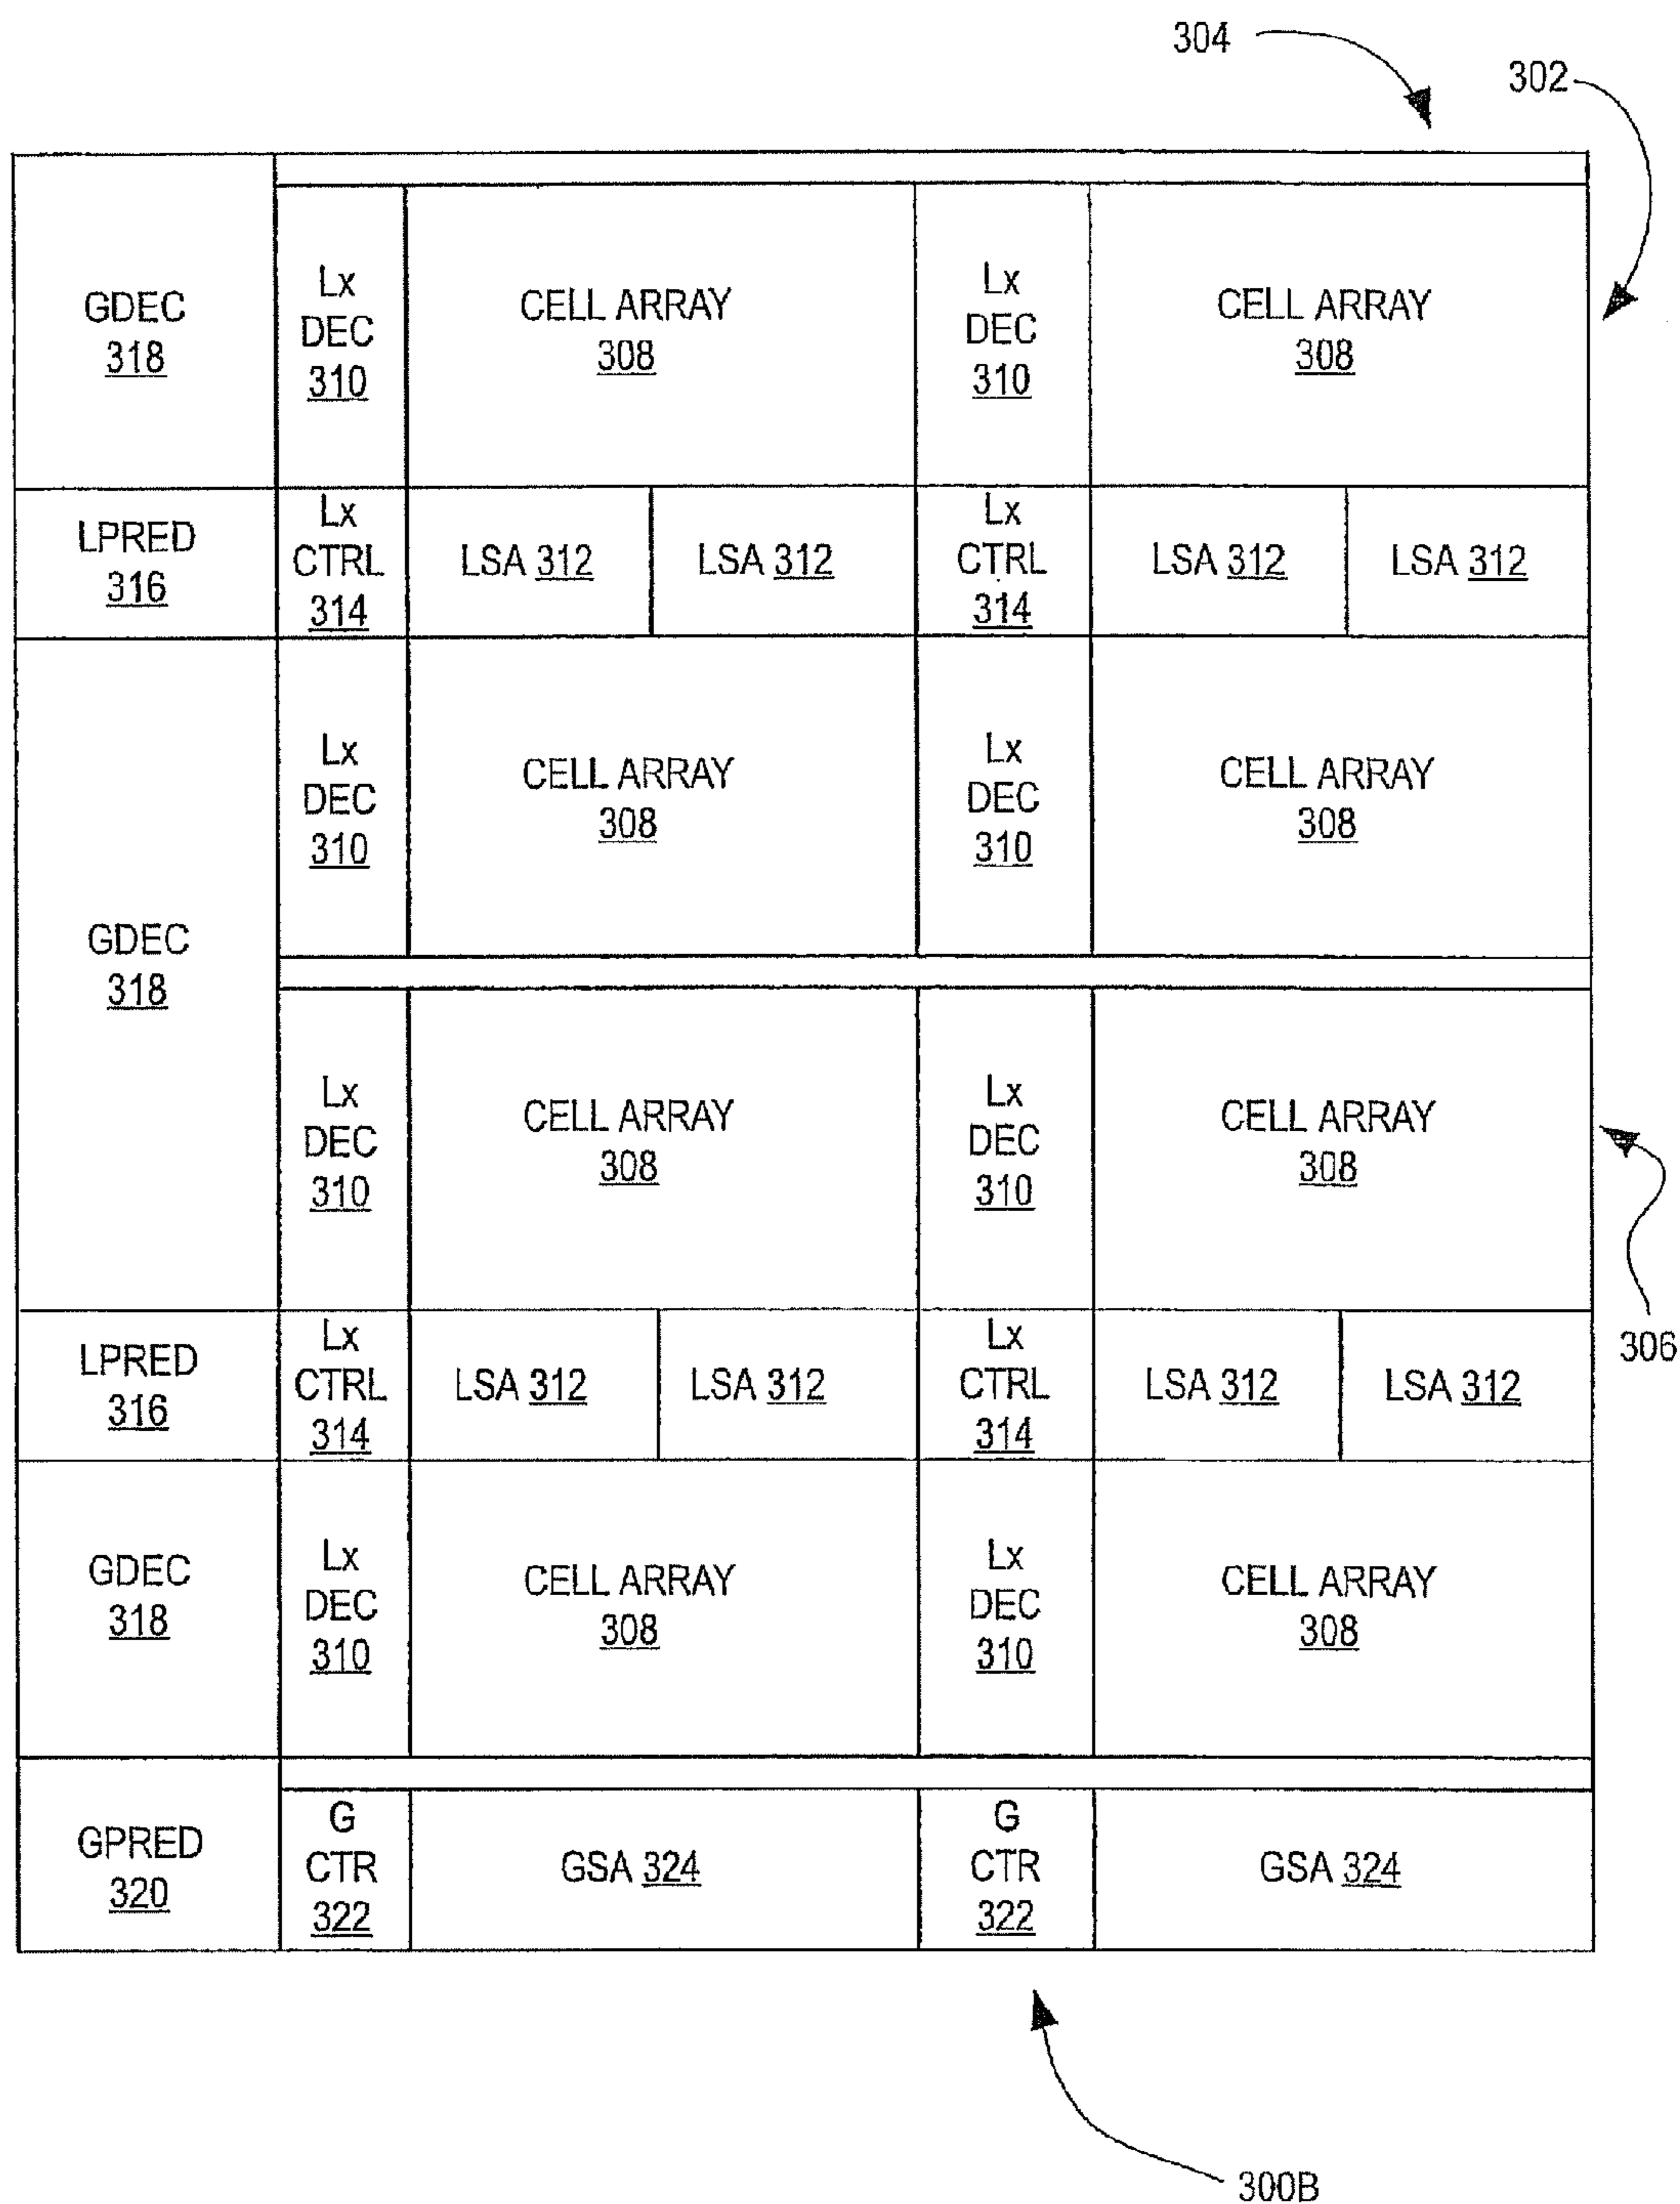 304
302
GDEC
318
Lx
DEC
310
CELL ARRAY
308
Lx
DEC
310
CELL ARRAY
308
LPRED
316
Lx
CTRL
314
LSA 312
LSA 312
Lx
CTRL
314
LSA 312
LSA 312
GDEC
318
Lx
DEC
310
CELL ARRAY
308
Lx
DEC
310
CELL ARRAY
308
Lx
DEC
310
CELL ARRAY
308
Lx
DEC
310
CELL ARRAY
308
306
LPRED
316
Lx
CTRL
314
LSA 312
LSA 312
Lx
CTRL
314
LSA 312
LSA 312
GDEC
318
Lx
DEC
310
CELL ARRAY
308
Lx
DEC
310
CELL ARRAY
308
GPRED
320
G
CTR
322
GSA 324
G
CTR
322
GSA 324
300B